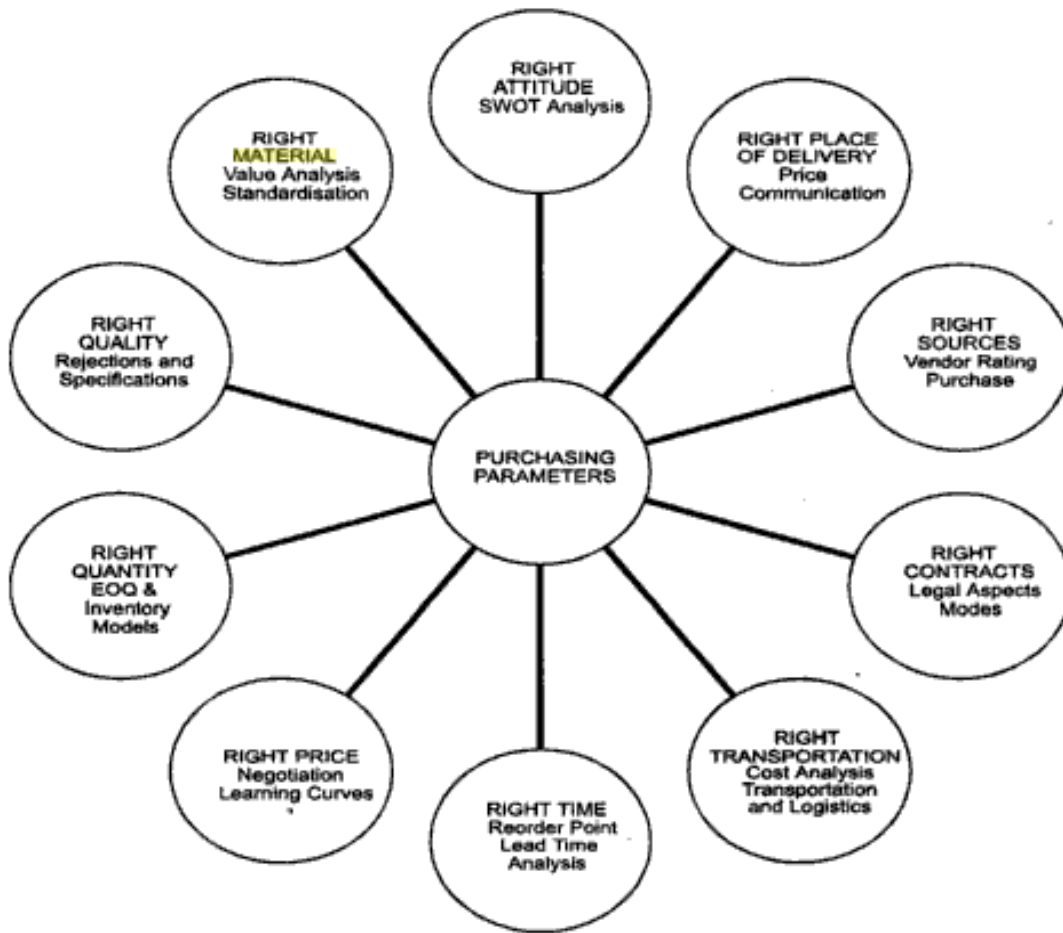 RIGHT
ATTITUDE
SWOT Analysis
RIGHT PLACE
OF DELIVERY
Price
Communication
RIGHT
SOURCES
Vendor Rating
Purchase
RIGHT
CONTRACTS
Legal Aspects
Modes
RIGHT
TRANSPORTATION
Cost Analysis
Transportation
and Logistics
RIGHT TIME
Reorder Point
Lead Time
Analysis
RIGHT PRICE
Negotiation
Learning Curves
RIGHT
QUANTITY
EOQ &
Inventory
Models
RIGHT
QUALITY
Rejections and
Specifications
RIGHT
MATERIAL
Value Analysis
Standardisation
PURCHASING
PARAMETERS